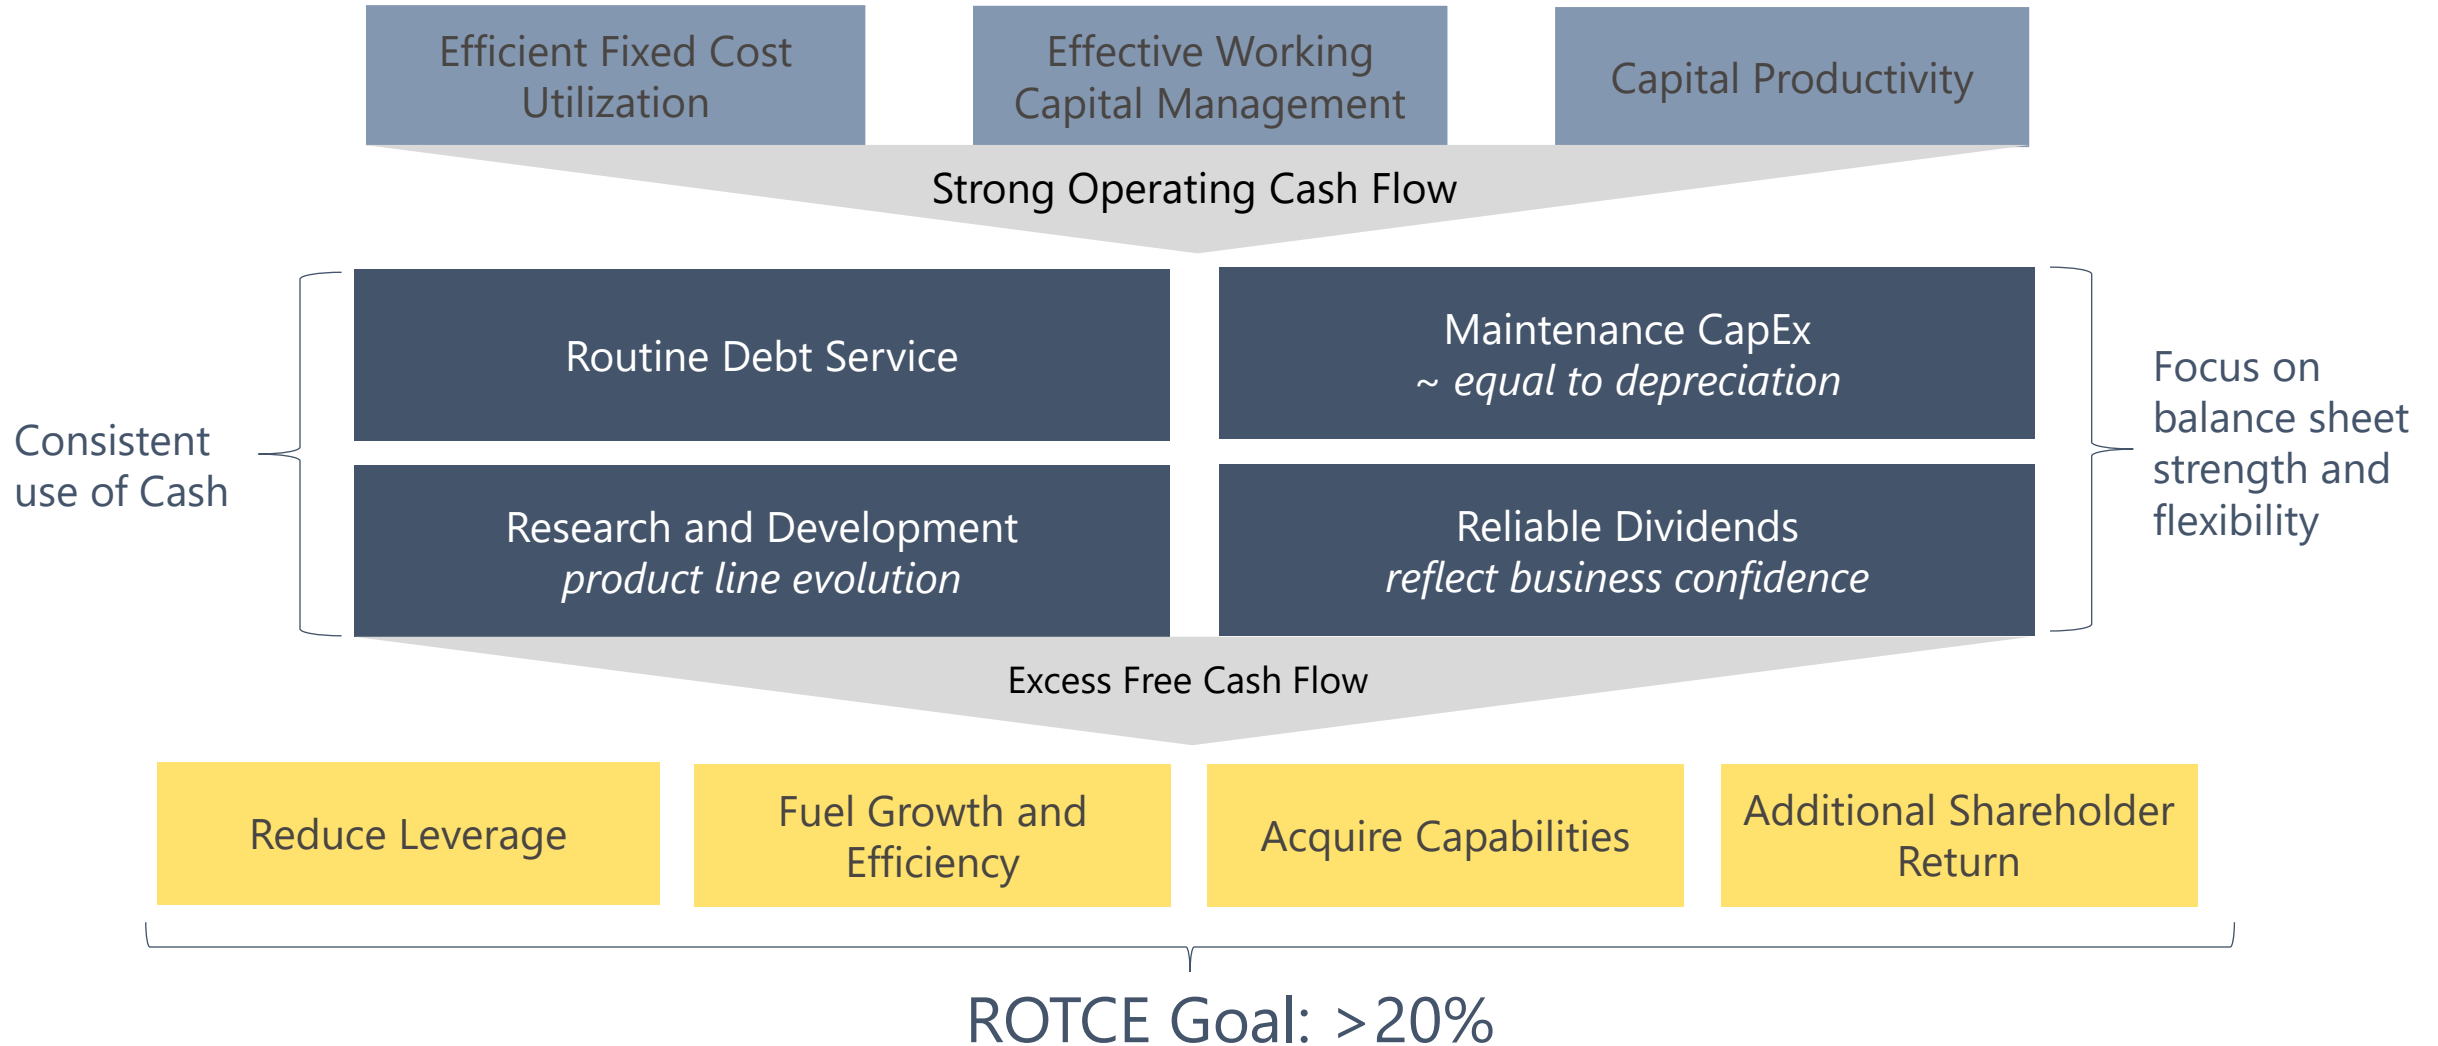 Efficient Fixed Cost
Utilization
Effective Working
Capital Management
Capital Productivity
Strong Operating Cash Flow
Consistent
use of Cash
Routine Debt Service
Maintenance CapEx
~ equal to depreciation
Research and Development
product line evolution
Reliable Dividends
reflect business confidence
Focus on
balance sheet
strength and
flexibility
Excess Free Cash Flow
Reduce Leverage
Fuel Growth and
Efficiency
Acquire Capabilities
Additional Shareholder
Return
ROTCE Goal: >20%